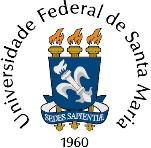 Universidade Federal de Santa Maria
SEDES SAPIENTIÆ
1960